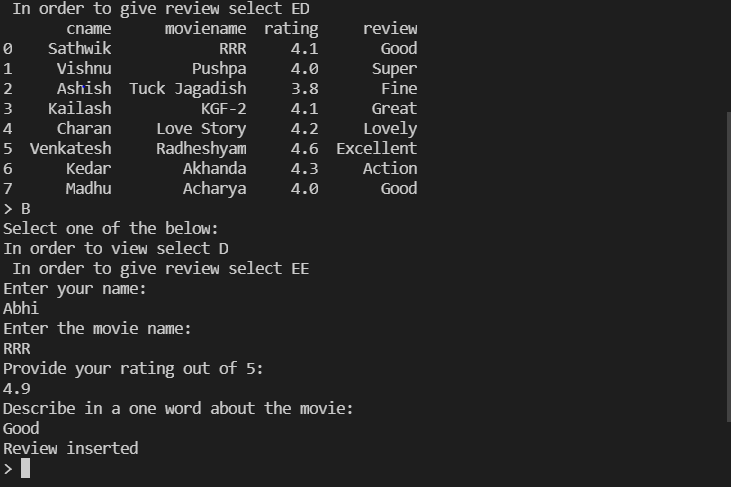 In order to give review select ED
cname moviename rating review
0 Sathwik RRR 4.1 Good
1 Vishnu Pushpa 4.0 Super
2 Ashish Tuck Jagadish 3.8 Fine
3 Kailash KGF-2 4.1 Great
4 Charan Love Story 4.2 Lovely
5 Venkatesh Radheshyam 4.6 Excellent
6 Kedar Akhanda 4.3 Action
7 Madhu Acharya 4.0 Good
> B
Select one of the below:
In order to view select D
In order to give review select EE
Enter your name:
Abhi
Enter the movie name:
RRR
Provide your rating out of 5:
4.9
Describe in a one word about the movie:
Good
Review inserted
>